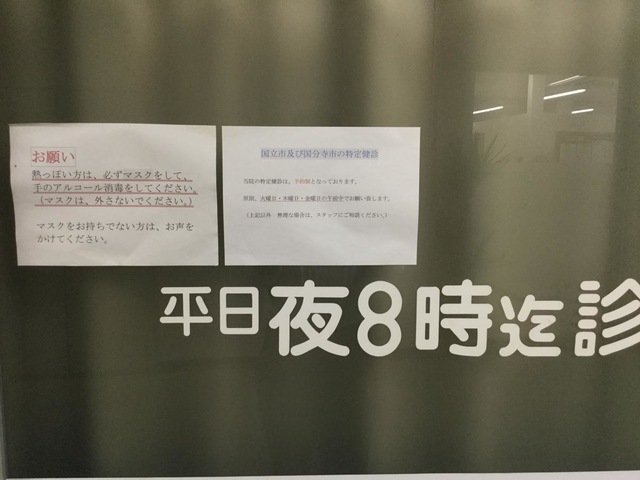 お願い
熱っぽい方は、必ずマスクをして、
手のアルコール消毒をしてください。
(マスクは、外さないでください。)
マスクをお持ちでない方は、お声を
かけてください。
国立市及び国分寺市の特定健診
当院の特定健診は、予約制となっております。
原則、火曜日・木曜日・金曜日の午前中でお願い致します。
(上記以外 無理な場合は、スタッフにご相談ください。)
平日夜8時迄診